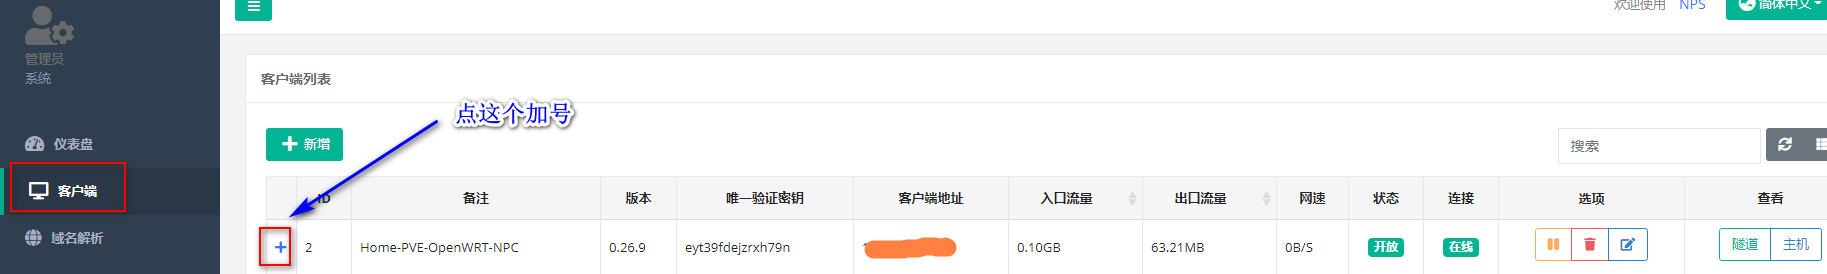 欢迎使用 NPS 简体中文
管理员
系统
客户端列表
点这个加号
仪表盘
新增
搜索
客户端
ID 备注 版本 唯一验证密钥 客户端地址 入口流量 出口流量 网速 状态 连接 选项 查看
域名解析
2 Home-PVE-OpenWRT-NPC 0.26.9 eyt39fdejzrxh79n 0.10GB 63.21MB 0B/S 开放 在线 隧道 主机